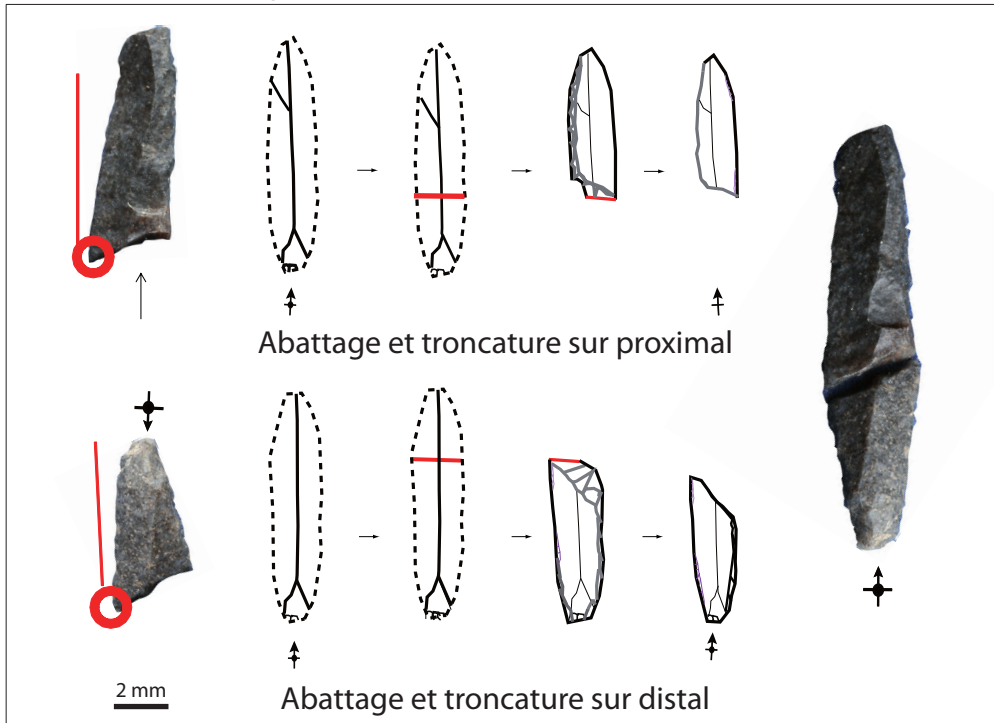 Abattage et troncature sur proximal
2 mm
Abattage et troncature sur distal